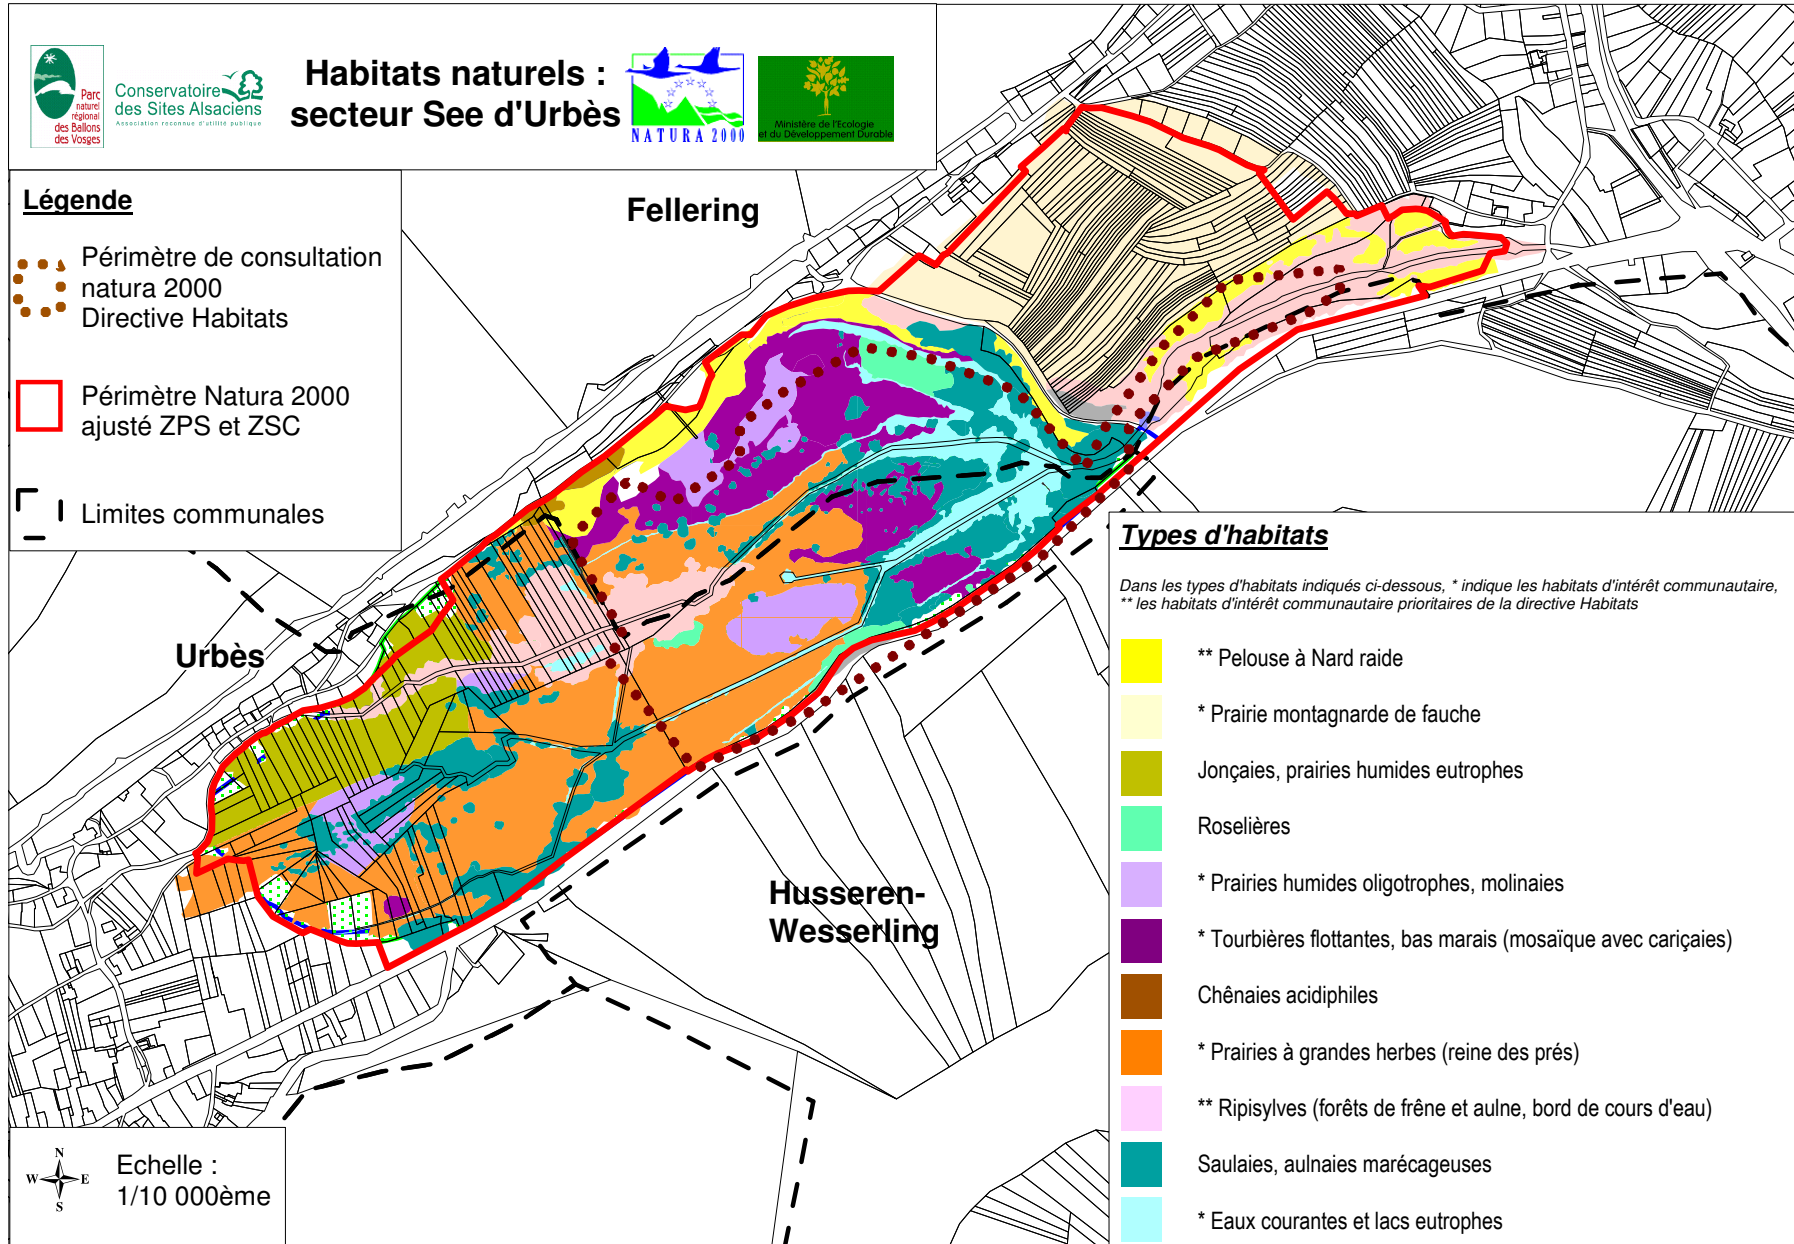 Parc
naturel
régional
des Ballons
des Vosges
Conservatoire
des Sites Alsaciens
Association reconnue d'utilité publique
Habitats naturels :
secteur See d'Urbès
NATURA 2000
Ministère de l'Ecologie
et du Développement Durable
Légende
Périmètre de consultation
natura 2000
Directive Habitats
Périmètre Natura 2000
ajusté ZPS et ZSC
Limites communales
Fellering
Urbès
Husseren-
Wesserling
Types d'habitats
Dans les types d'habitats indiqués ci-dessous, * indique les habitats d'intérêt communautaire,
** les habitats d'intérêt communautaire prioritaires de la directive Habitats
** Pelouse à Nard raide
* Prairie montagnarde de fauche
Jonçaies, prairies humides eutrophes
Roselières
* Prairies humides oligotrophes, molinaies
* Tourbières flottantes, bas marais (mosaïque avec cariçaies)
Chênaies acidiphiles
* Prairies à grandes herbes (reine des prés)
** Ripisylves (forêts de frêne et aulne, bord de cours d'eau)
Saulaies, aulnaies marécageuses
* Eaux courantes et lacs eutrophes
N
W E
S
Echelle :
1/10 000ème